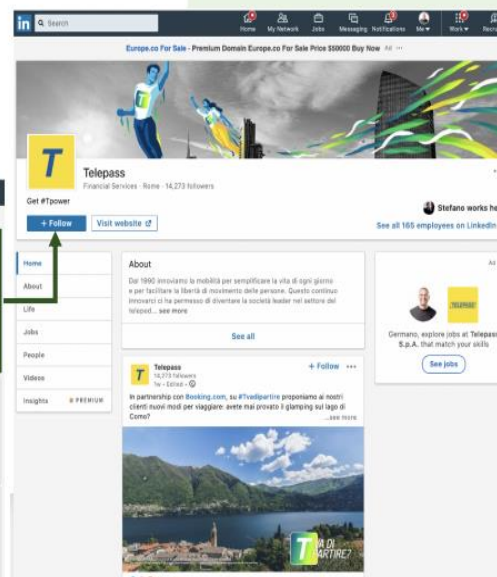 in Search
Home My Network Jobs Messaging Notifications Me Work
Europe.co For Sale - Premium Domain Europe.co For Sale Price $50000 Buy Now Ad ...
T
Telepass
Financial Services · Rome · 14,273 followers
Get #Tpower
+ Follow
Visit website
Stefano works he
See all 165 employees on LinkedIn
Home
About
Life
Jobs
People
Videos
Insights PREMIUM
About
Dal 1990 innoviamo la mobilità per semplificare la vita di ogni giorno
e per facilitare la libertà di movimento delle persone. Questo continuo
innovarci ci ha permesso di diventare la società leader nel settore del
teleped... see more
See all
T
Telepass
14,273 followers
1w · Edited ·
+ Follow ...
In partnership con Booking.com, su #Tvadipartire proponiamo ai nostri
clienti nuovi modi per viaggiare: avete mai provato il glamping sul lago di
Como?
...see more
T VA DI
PARTIRE?
Ad
TELEPASS
Germano, explore jobs at Telepass
S.p.A. that match your skills
See jobs